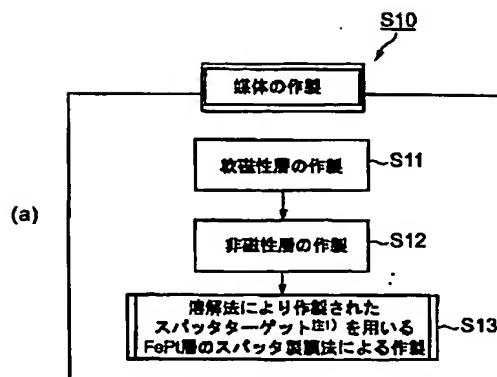 S10
媒体の作製
(a)
軟磁性層の作製
S11
非磁性層の作製
S12
溶解法により作製された
スパッタターゲット注1)を用いる
FePt層のスパッタ製膜法による作製
S13